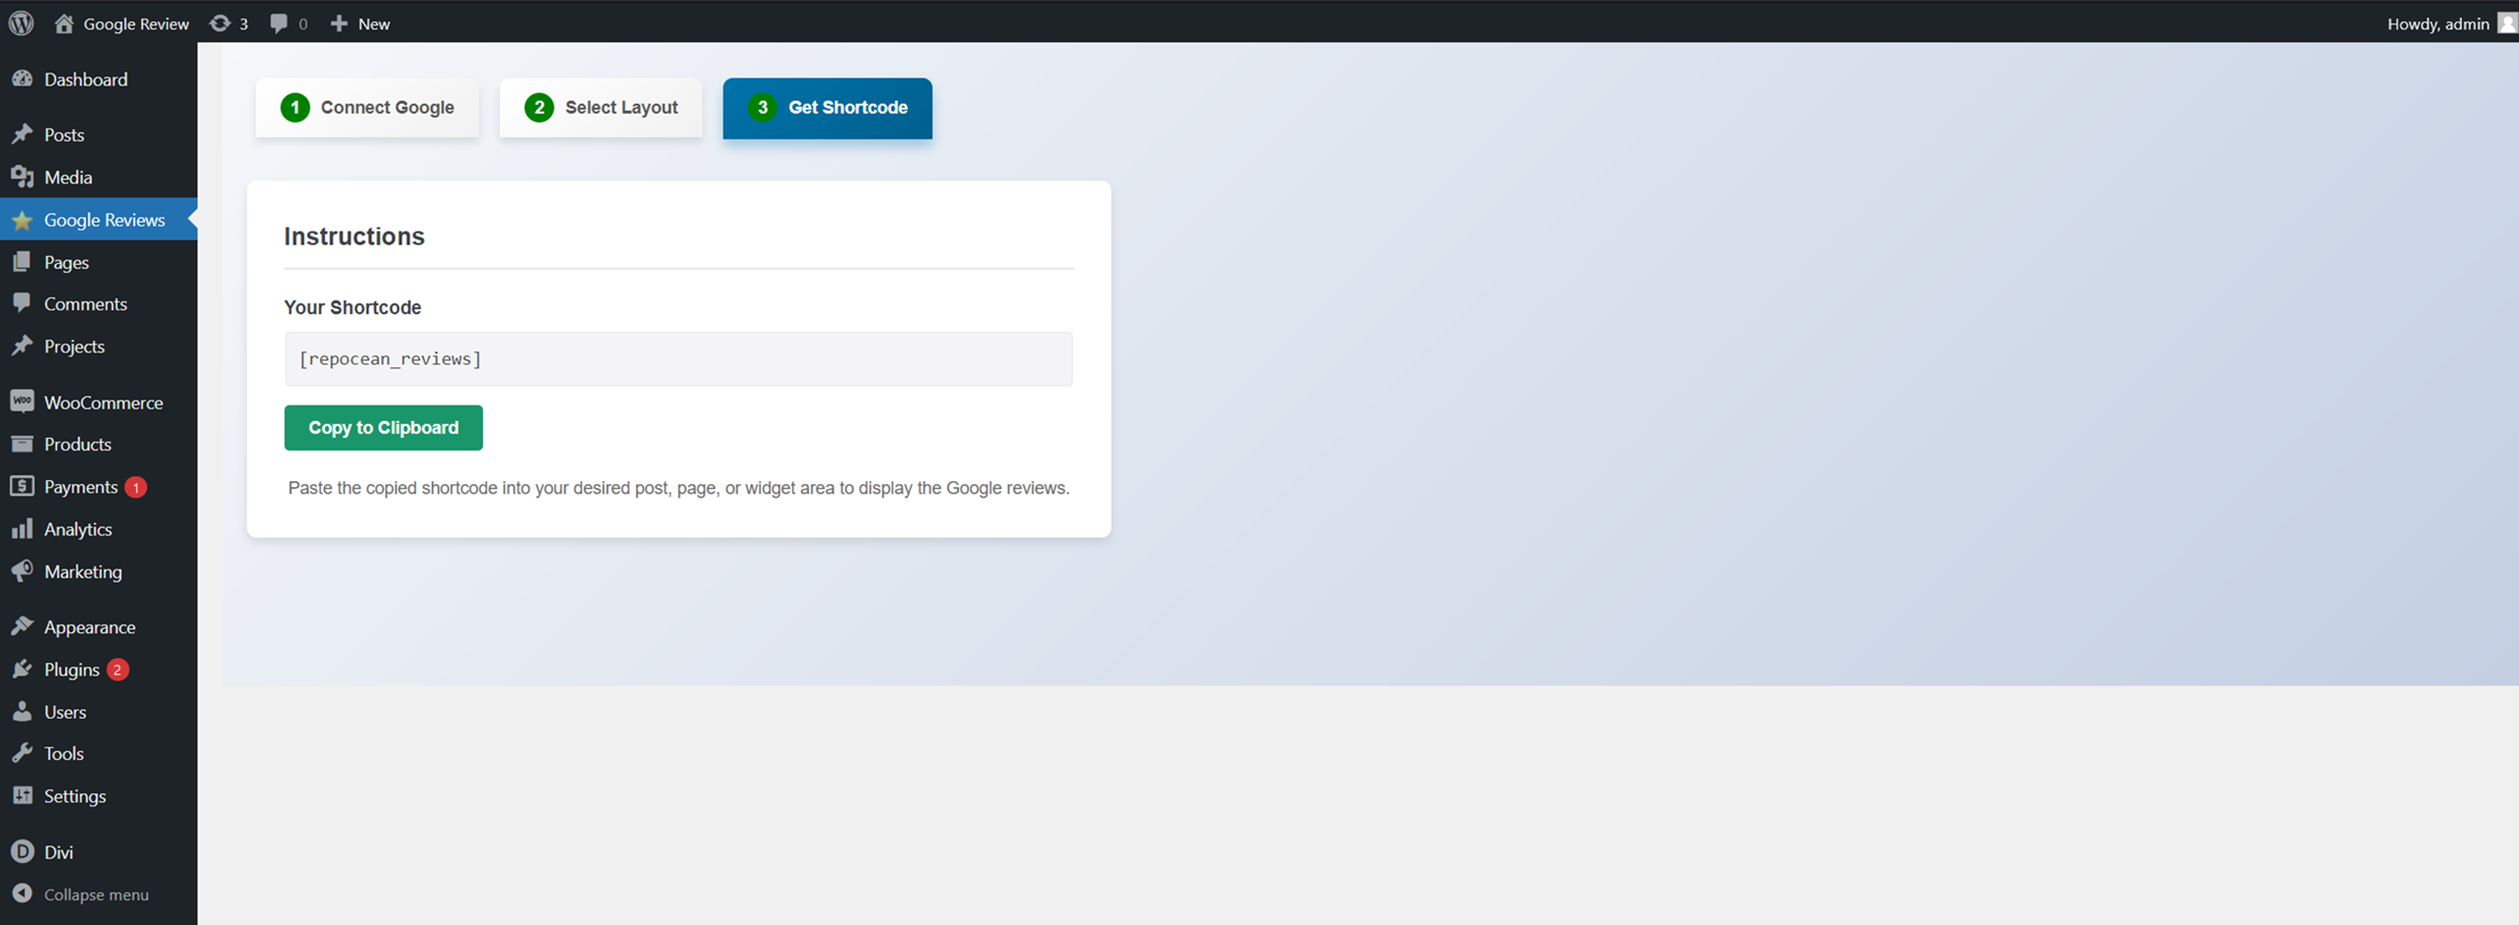 Google Review 3 0 New Howdy, admin
Dashboard
Posts
Media
Google Reviews
Pages
Comments
Projects
WooCommerce
Products
Payments 1
Analytics
Marketing
Appearance
Plugins 2
Users
Tools
Settings
Divi
Collapse menu
1 Connect Google 2 Select Layout 3 Get Shortcode
Instructions
Your Shortcode
[repocean_reviews]
Copy to Clipboard
Paste the copied shortcode into your desired post, page, or widget area to display the Google reviews.